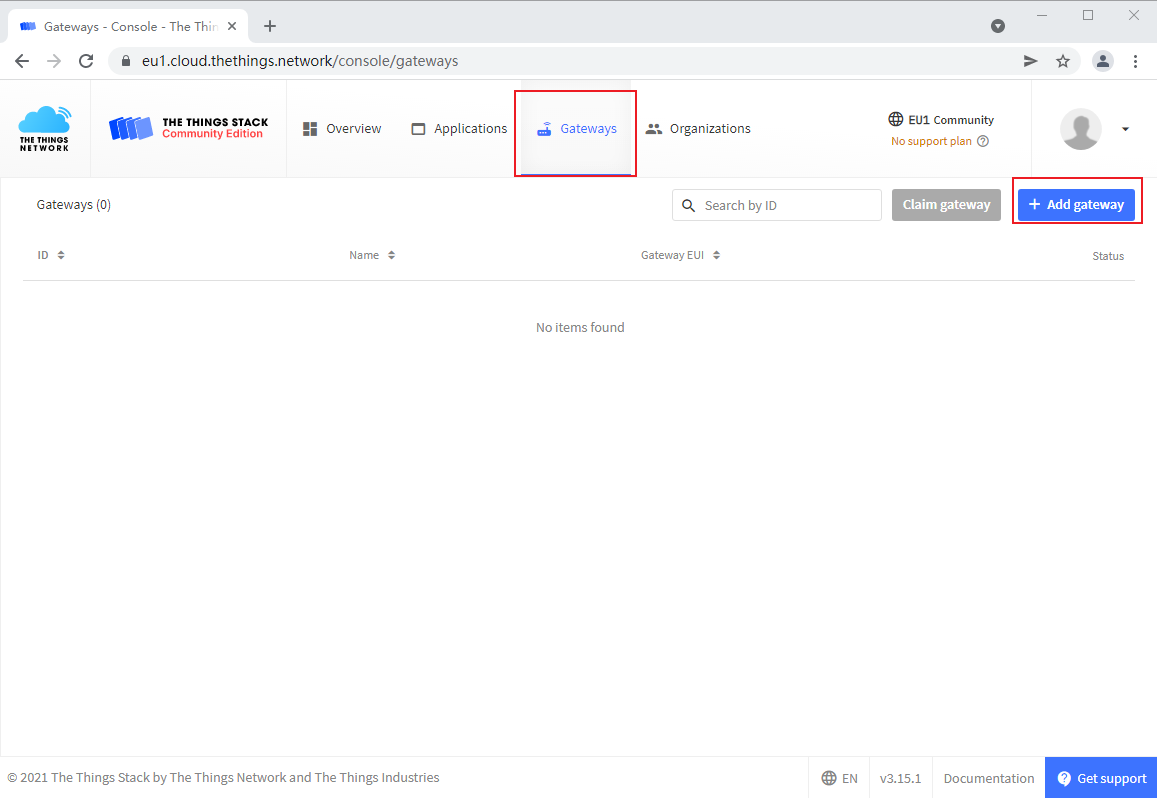 Gateways - Console - The Thin
eu1.cloud.thethings.network/console/gateways
THE THINGS
NETWORK
THE THINGS STACK
Community Edition
Overview
Applications
Gateways
Organizations
EU1 Community
No support plan
Gateways (0)
Search by ID
Claim gateway
+ Add gateway
ID
Name
Gateway EUI
Status
No items found
© 2021 The Things Stack by The Things Network and The Things Industries
EN
v3.15.1
Documentation
Get support